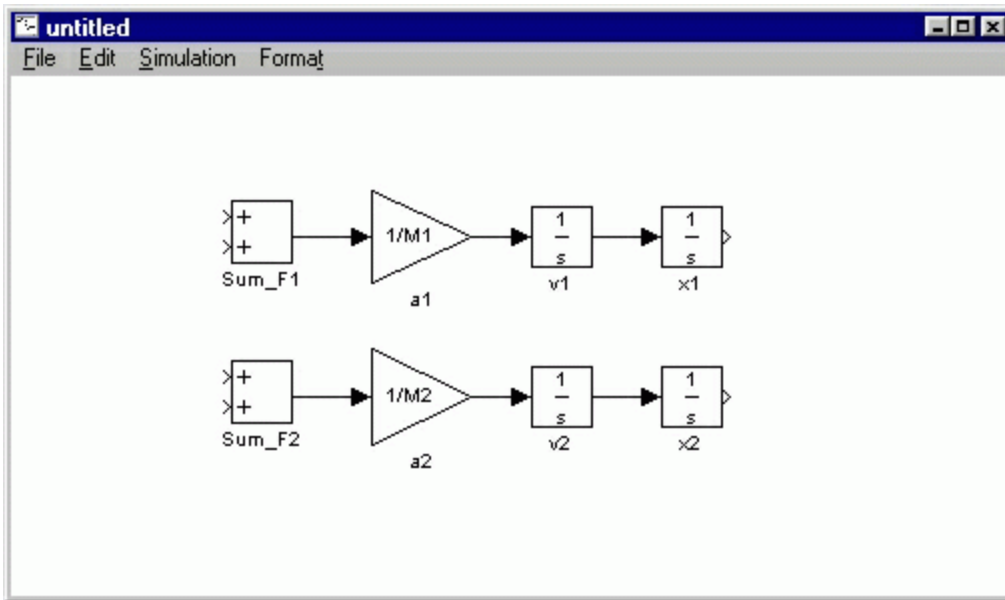 untitled
File Edit Simulation Format
+
+
Sum_F1
1/M1
a1
1
s
v1
1
s
x1
+
+
Sum_F2
1/M2
a2
1
s
v2
1
s
x2